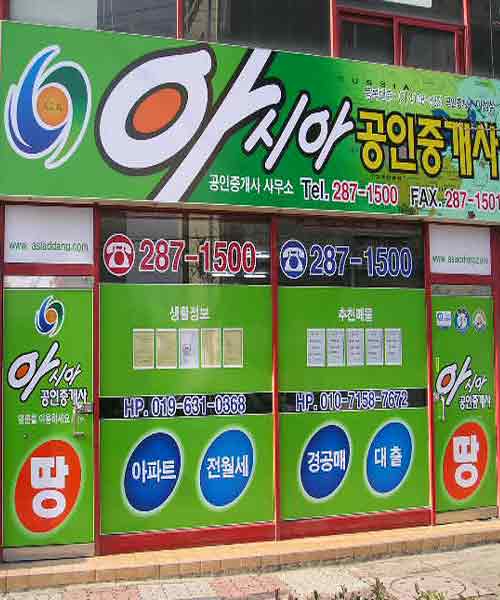 아시아 공인중개사
공인중개사 사무소 Tel. 287-1500 FAX. 287-1501
www.asiaddang.com
287-1500
287-1500
생활정보
추천매물
HP. 019-631-0368
HP. 010-7158-7672
아파트
전월세
경공매
대출
아시아
공인중개사
땅
아시아
공인중개사
땅